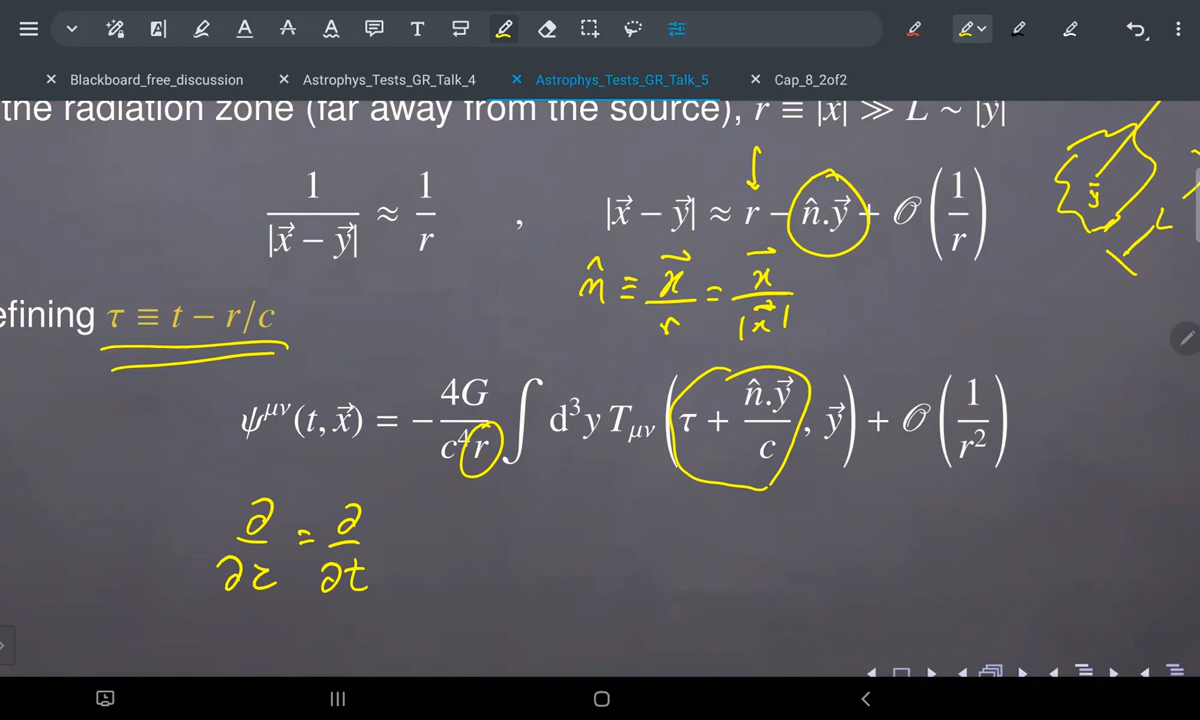 Blackboard_free_discussion Astrophys_Tests_GR_Talk_4 Astrophys_Tests_GR_Talk_5 Cap_8_2of2
the radiation zone (far away from the source), r ≡ |x⃗| ≫ L ~ |y⃗|
1/|x⃗ − y⃗| ≈ 1/r , |x⃗ − y⃗| ≈ r − n̂.y⃗ + 𝒪(1/r)
n̂ ≡ x⃗/r = x⃗/|x⃗|
efining τ ≡ t − r/c
ψ^μν (t, x⃗) = − 4G/(c⁴ r) ∫ d³y T_μν (τ + n̂.y⃗/c , y⃗) + 𝒪(1/r²)
∂/∂τ = ∂/∂t
y⃗
L